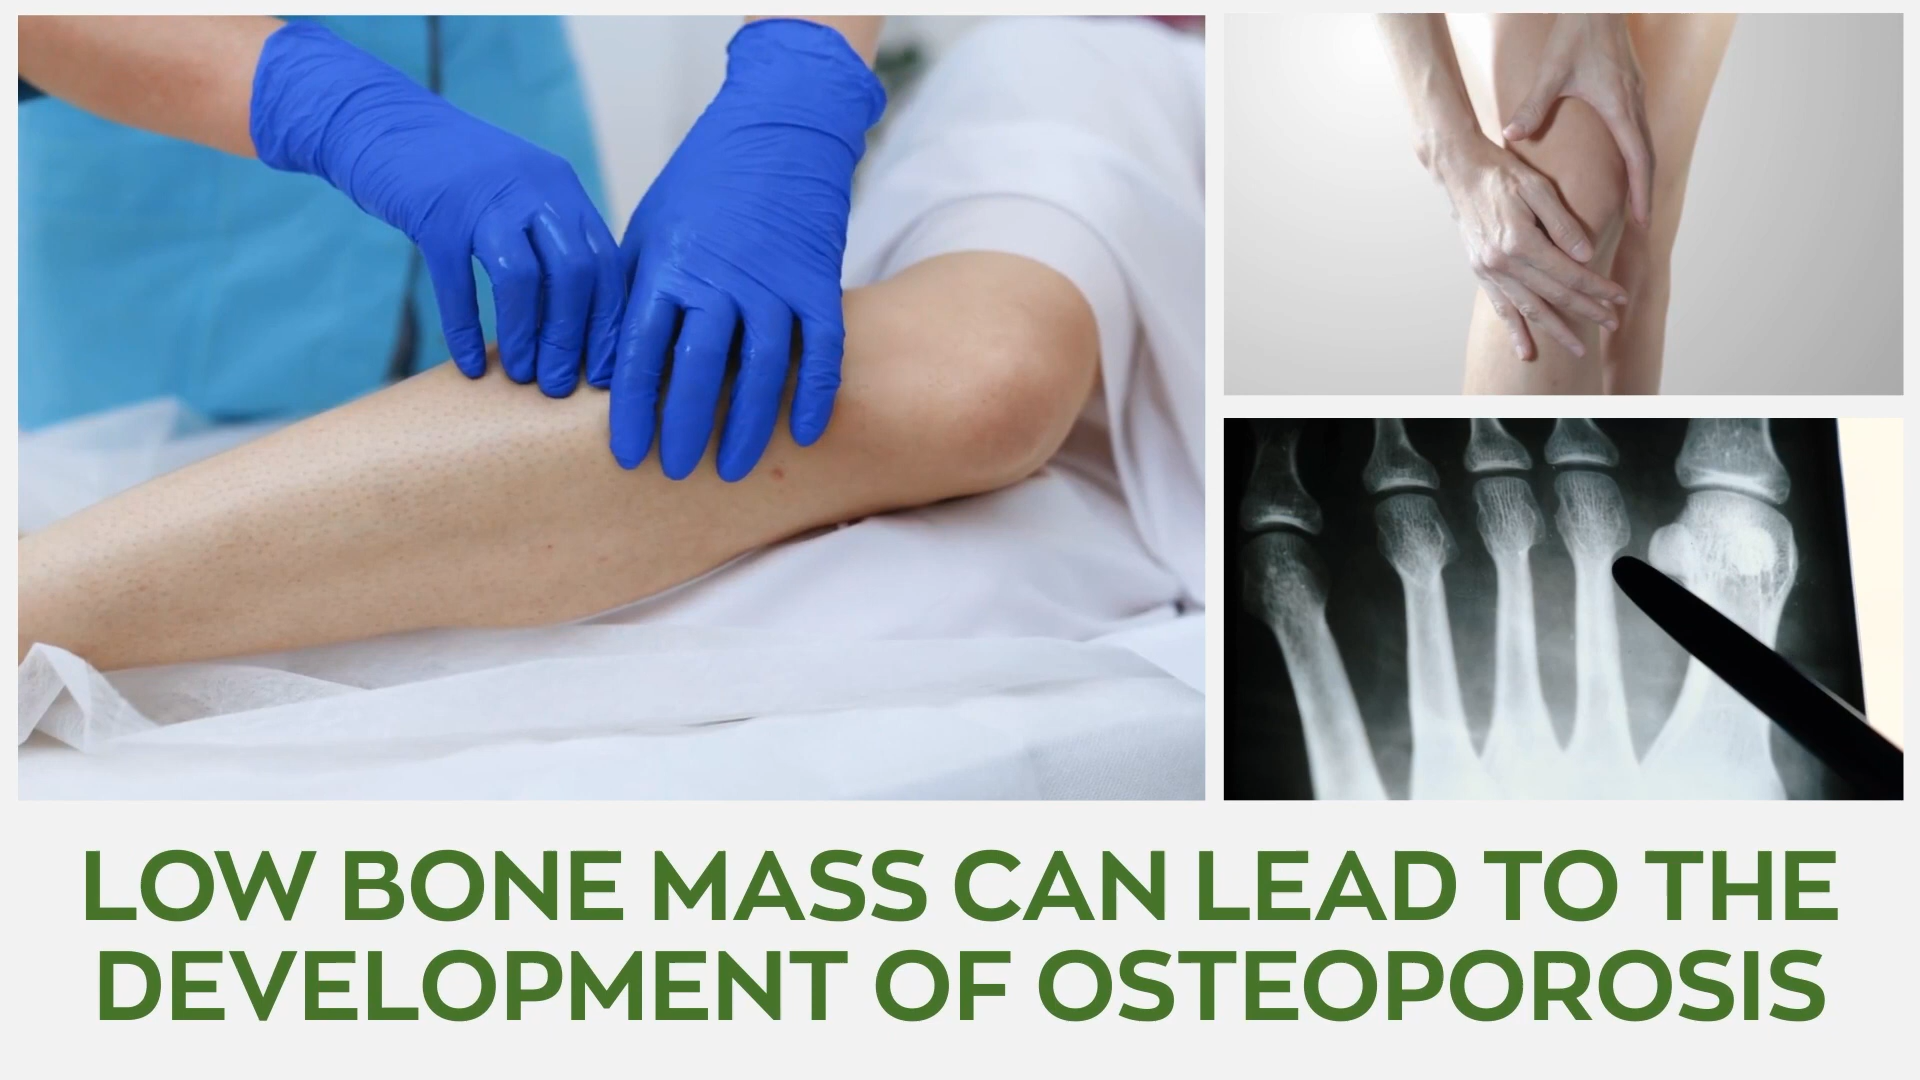 LOW BONE MASS CAN LEAD TO THE
DEVELOPMENT OF OSTEOPOROSIS